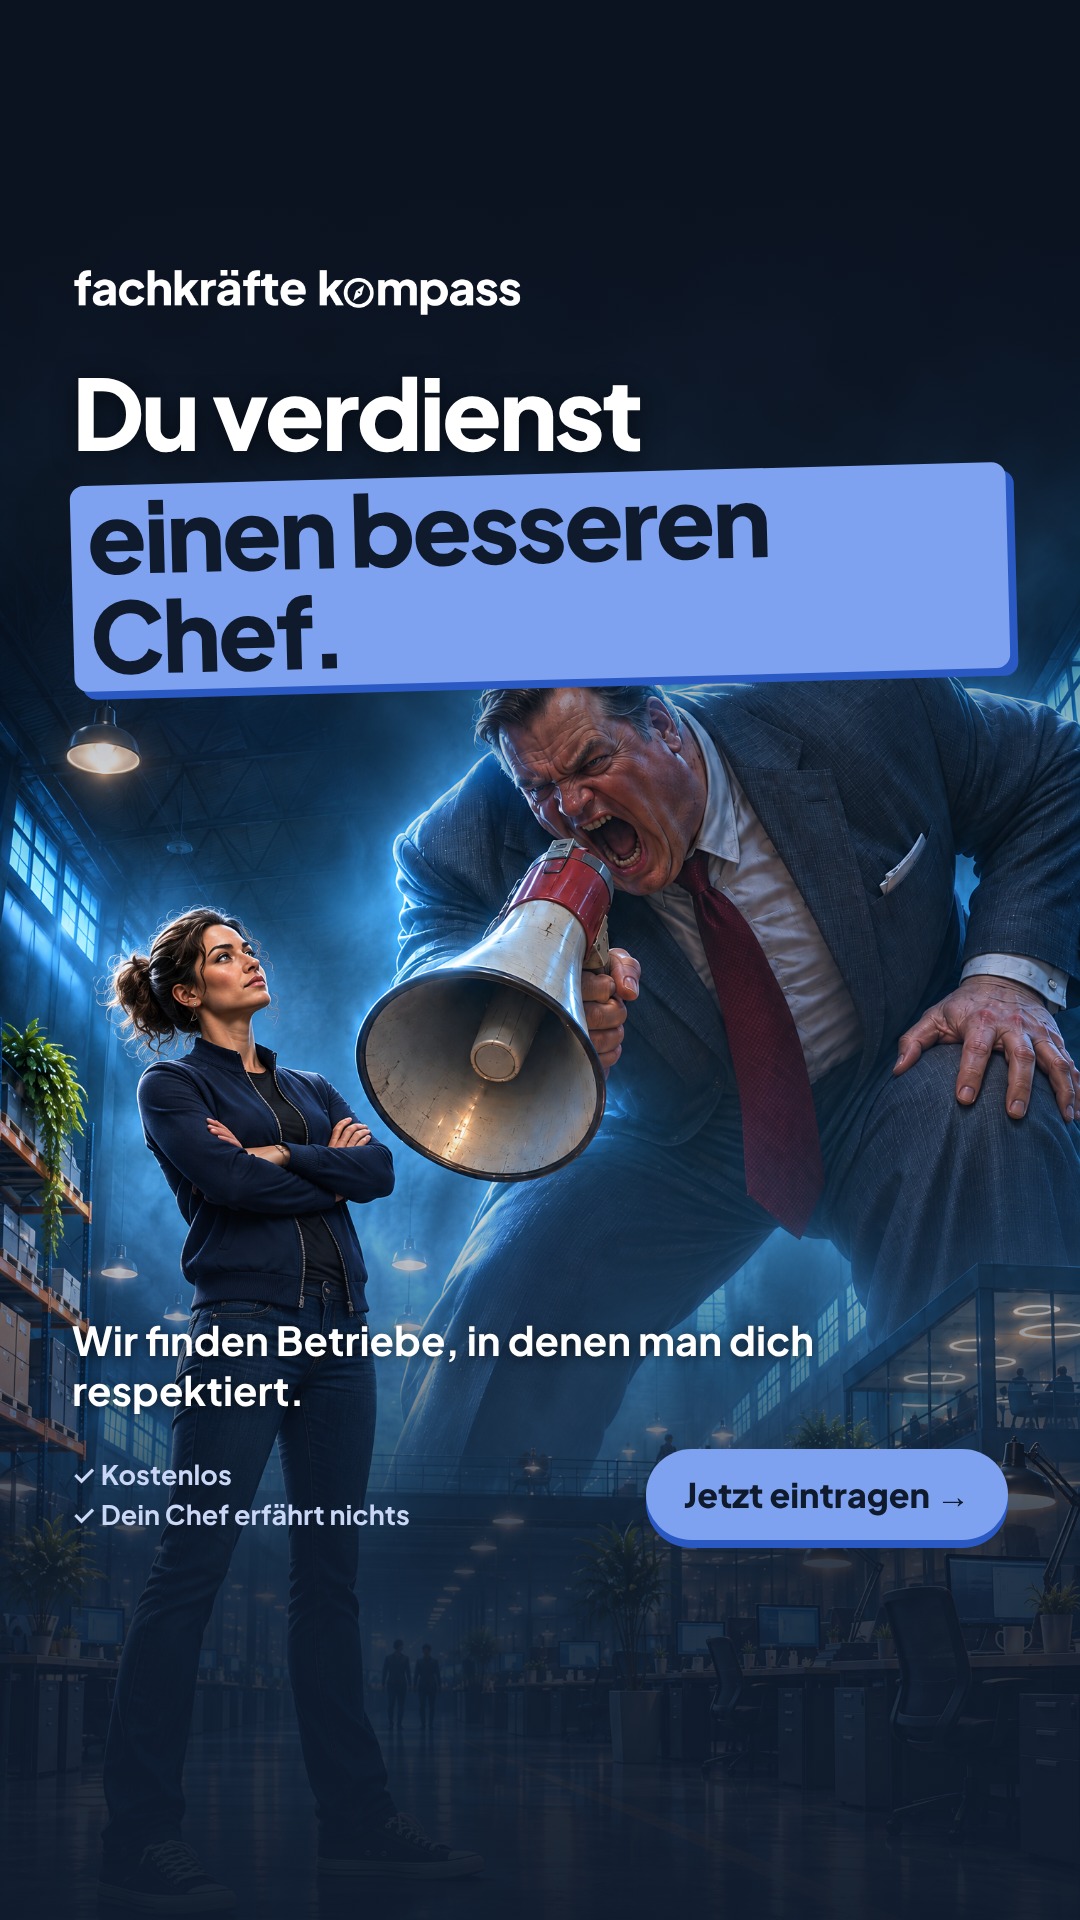 fachkräfte kompass
Du verdienst
einen besseren
Chef.
Wir finden Betriebe, in denen man dich
respektiert.
✓ Kostenlos
✓ Dein Chef erfährt nichts
Jetzt eintragen →